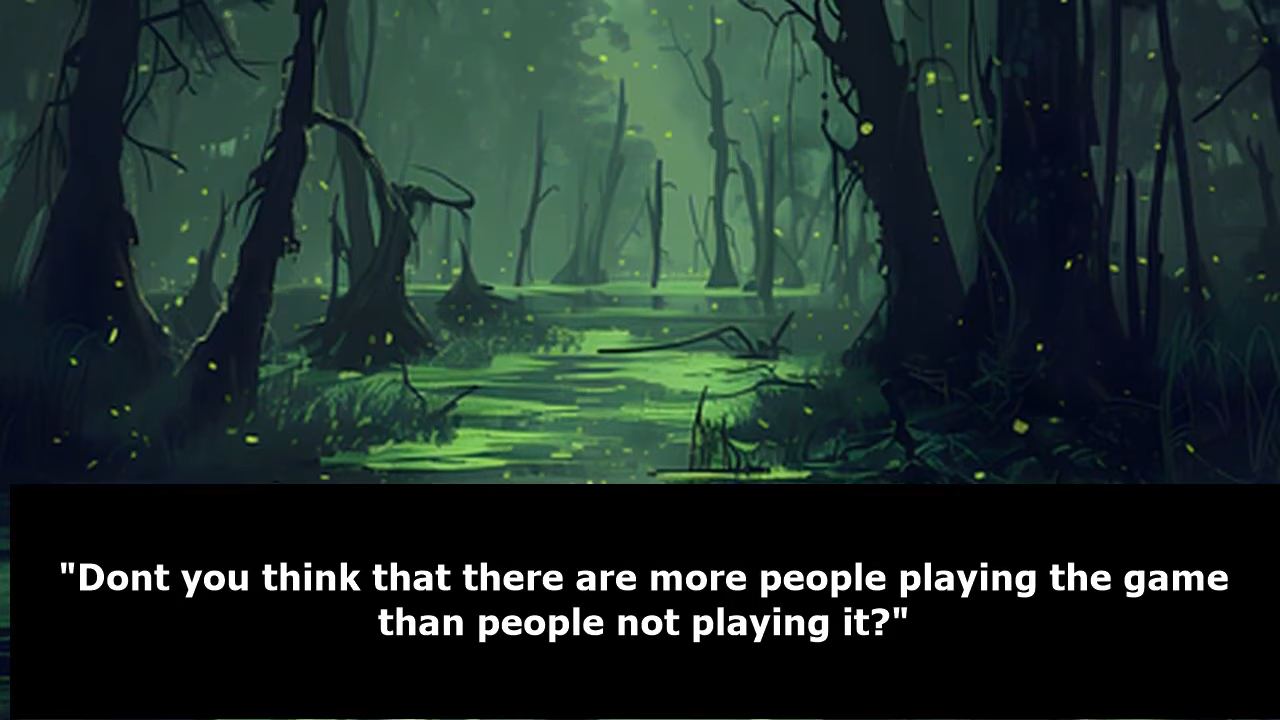 "Dont you think that there are more people playing the game
than people not playing it?"